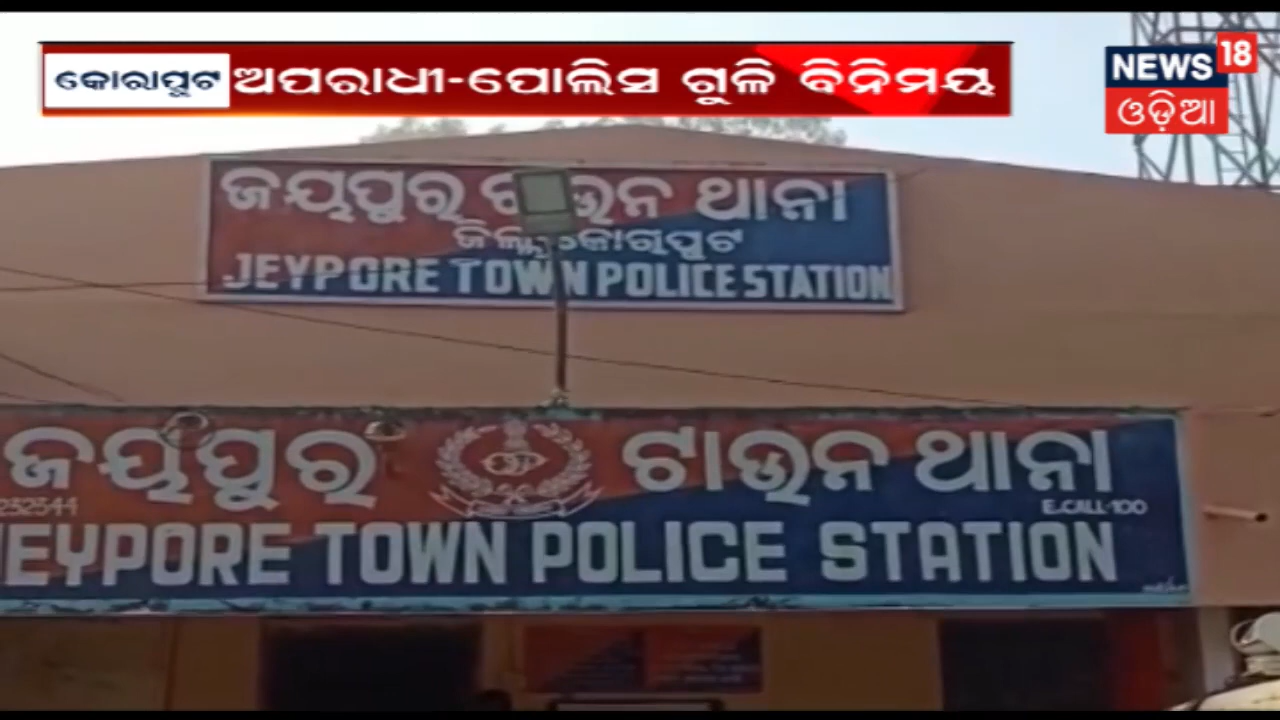 କୋରାପୁଟ ଅପରାଧୀ-ପୋଲିସ ଗୁଳି ବିନିମୟ
NEWS 18
ଓଡ଼ିଆ
ଜୟପୁର ଟାଉନ ଥାନା
କୋରାପୁଟ
JEYPORE TOWN POLICE STATION
ଜୟପୁର ଟାଉନ ଥାନା
232344 E.CALL-100
JEYPORE TOWN POLICE STATION